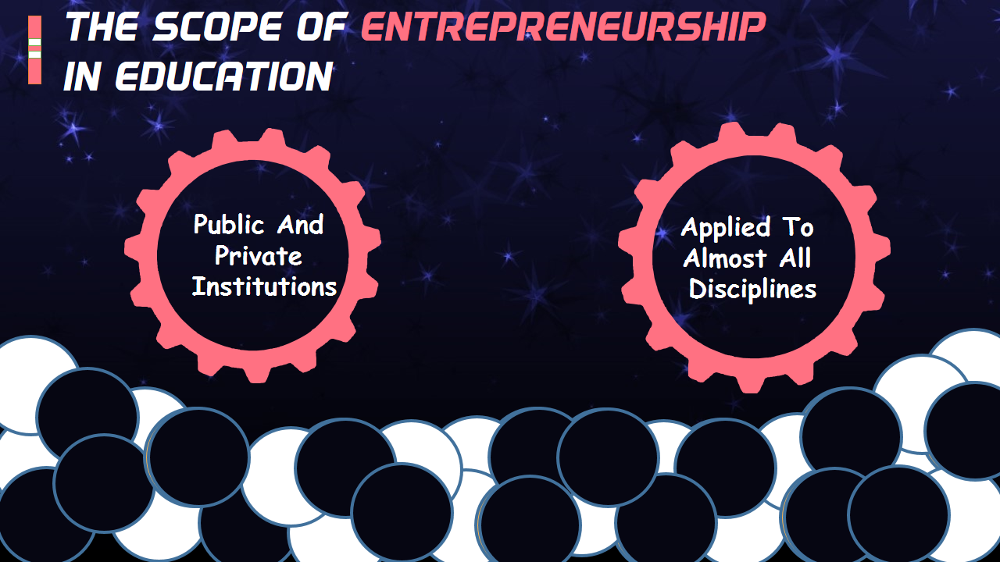 THE SCOPE OF ENTREPRENEURSHIP
IN EDUCATION
Public And
Private
Institutions
Applied To
Almost All
Disciplines